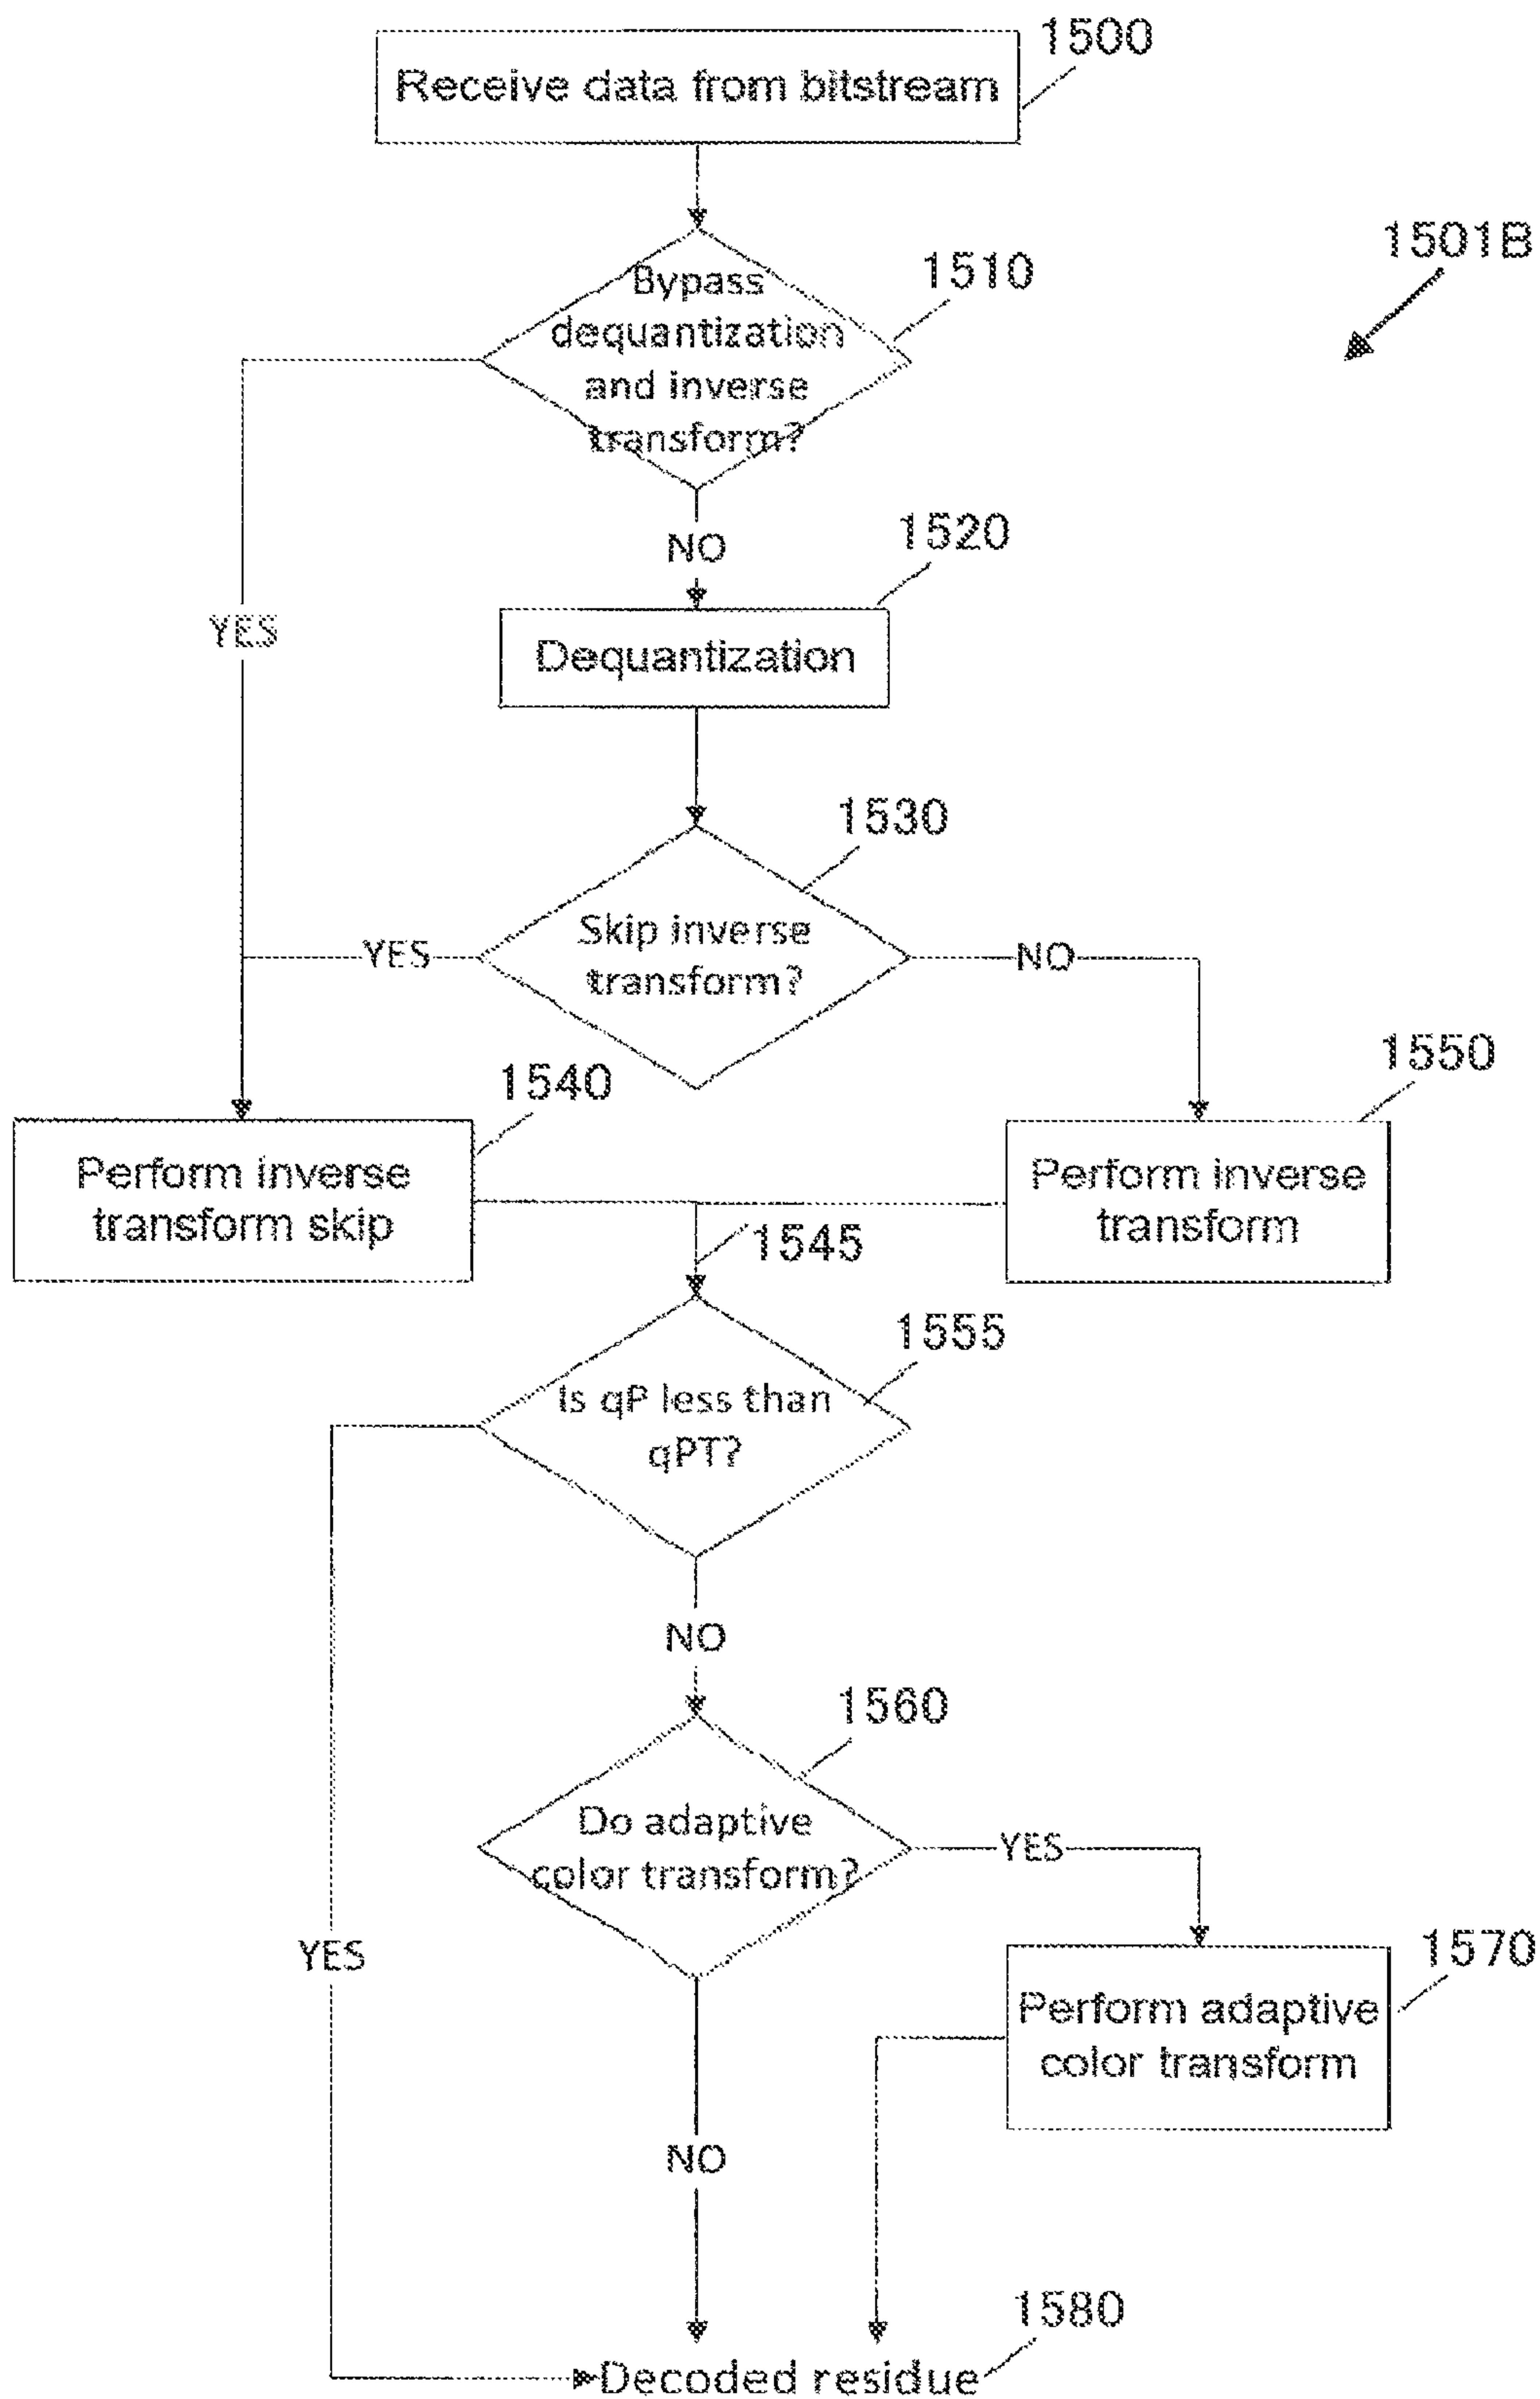 1500
Receive data from bitstream
1501B
1510
Bypass
dequantization
and inverse
transform?
NO
1520
YES
Dequantization
1530
Skip inverse
transform?
YES
NO
1540
1550
Perform inverse
transform skip
Perform inverse
transform
1545
1555
Is qP less than
qPT?
NO
1560
Do adaptive
color transform?
YES
YES
1570
Perform adaptive
color transform
NO
1580
Decoded residue